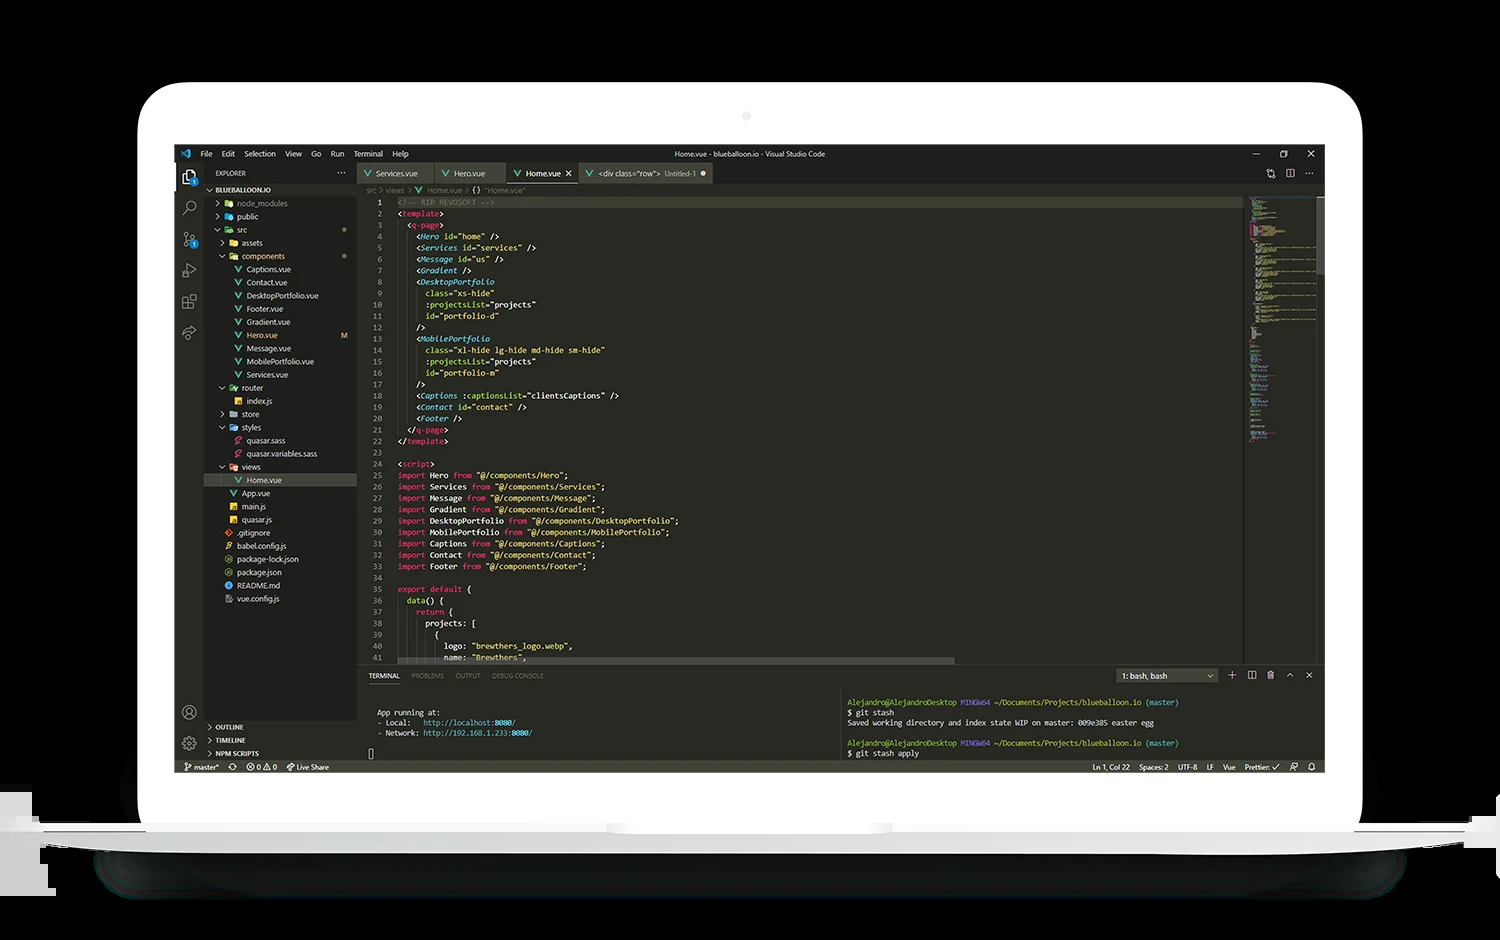 File Edit Selection View Go Run Terminal Help
Home.vue - blueballoon.io - Visual Studio Code
EXPLORER
BLUEBALLOON.IO
node_modules
public
src
assets
components
Captions.vue
Contact.vue
DesktopPortfolio.vue
Footer.vue
Gradient.vue
Hero.vue M
Message.vue
MobilePortfolio.vue
Services.vue
router
index.js
store
styles
quasar.sass
quasar.variables.sass
views
Home.vue
App.vue
main.js
quasar.js
.gitignore
babel.config.js
package-lock.json
package.json
README.md
vue.config.js
OUTLINE
TIMELINE
NPM SCRIPTS
Services.vue Hero.vue Home.vue <div class="row"> Untitled-1
src > views > Home.vue > {} "Home.vue"
1 <!-- RIP REVOSOFT -->
2 <template>
3 <q-page>
4 <Hero id="home" />
5 <Services id="services" />
6 <Message id="us" />
7 <Gradient />
8 <DesktopPortfolio
9 class="xs-hide"
10 :projectsList="projects"
11 id="portfolio-d"
12 />
13 <MobilePortfolio
14 class="xl-hide lg-hide md-hide sm-hide"
15 :projectsList="projects"
16 id="portfolio-m"
17 />
18 <Captions :captionsList="clientsCaptions" />
19 <Contact id="contact" />
20 <Footer />
21 </q-page>
22 </template>
23
24 <script>
25 import Hero from "@/components/Hero";
26 import Services from "@/components/Services";
27 import Message from "@/components/Message";
28 import Gradient from "@/components/Gradient";
29 import DesktopPortfolio from "@/components/DesktopPortfolio";
30 import MobilePortfolio from "@/components/MobilePortfolio";
31 import Captions from "@/components/Captions";
32 import Contact from "@/components/Contact";
33 import Footer from "@/components/Footer";
34
35 export default {
36 data() {
37 return {
38 projects: [
39 {
40 logo: "brewthers_logo.webp",
41 name: "Brewthers",
TERMINAL PROBLEMS OUTPUT DEBUG CONSOLE
1: bash, bash
App running at:
- Local: http://localhost:8080/
- Network: http://192.168.1.233:8080/
Alejandro@AlejandroDesktop MINGW64 ~/Documents/Projects/blueballoon.io (master)
$ git stash
Saved working directory and index state WIP on master: 009e385 easter egg
Alejandro@AlejandroDesktop MINGW64 ~/Documents/Projects/blueballoon.io (master)
$ git stash apply
master* 0 0 Live Share
Ln 1, Col 22 Spaces: 2 UTF-8 LF Vue Prettier: ✓